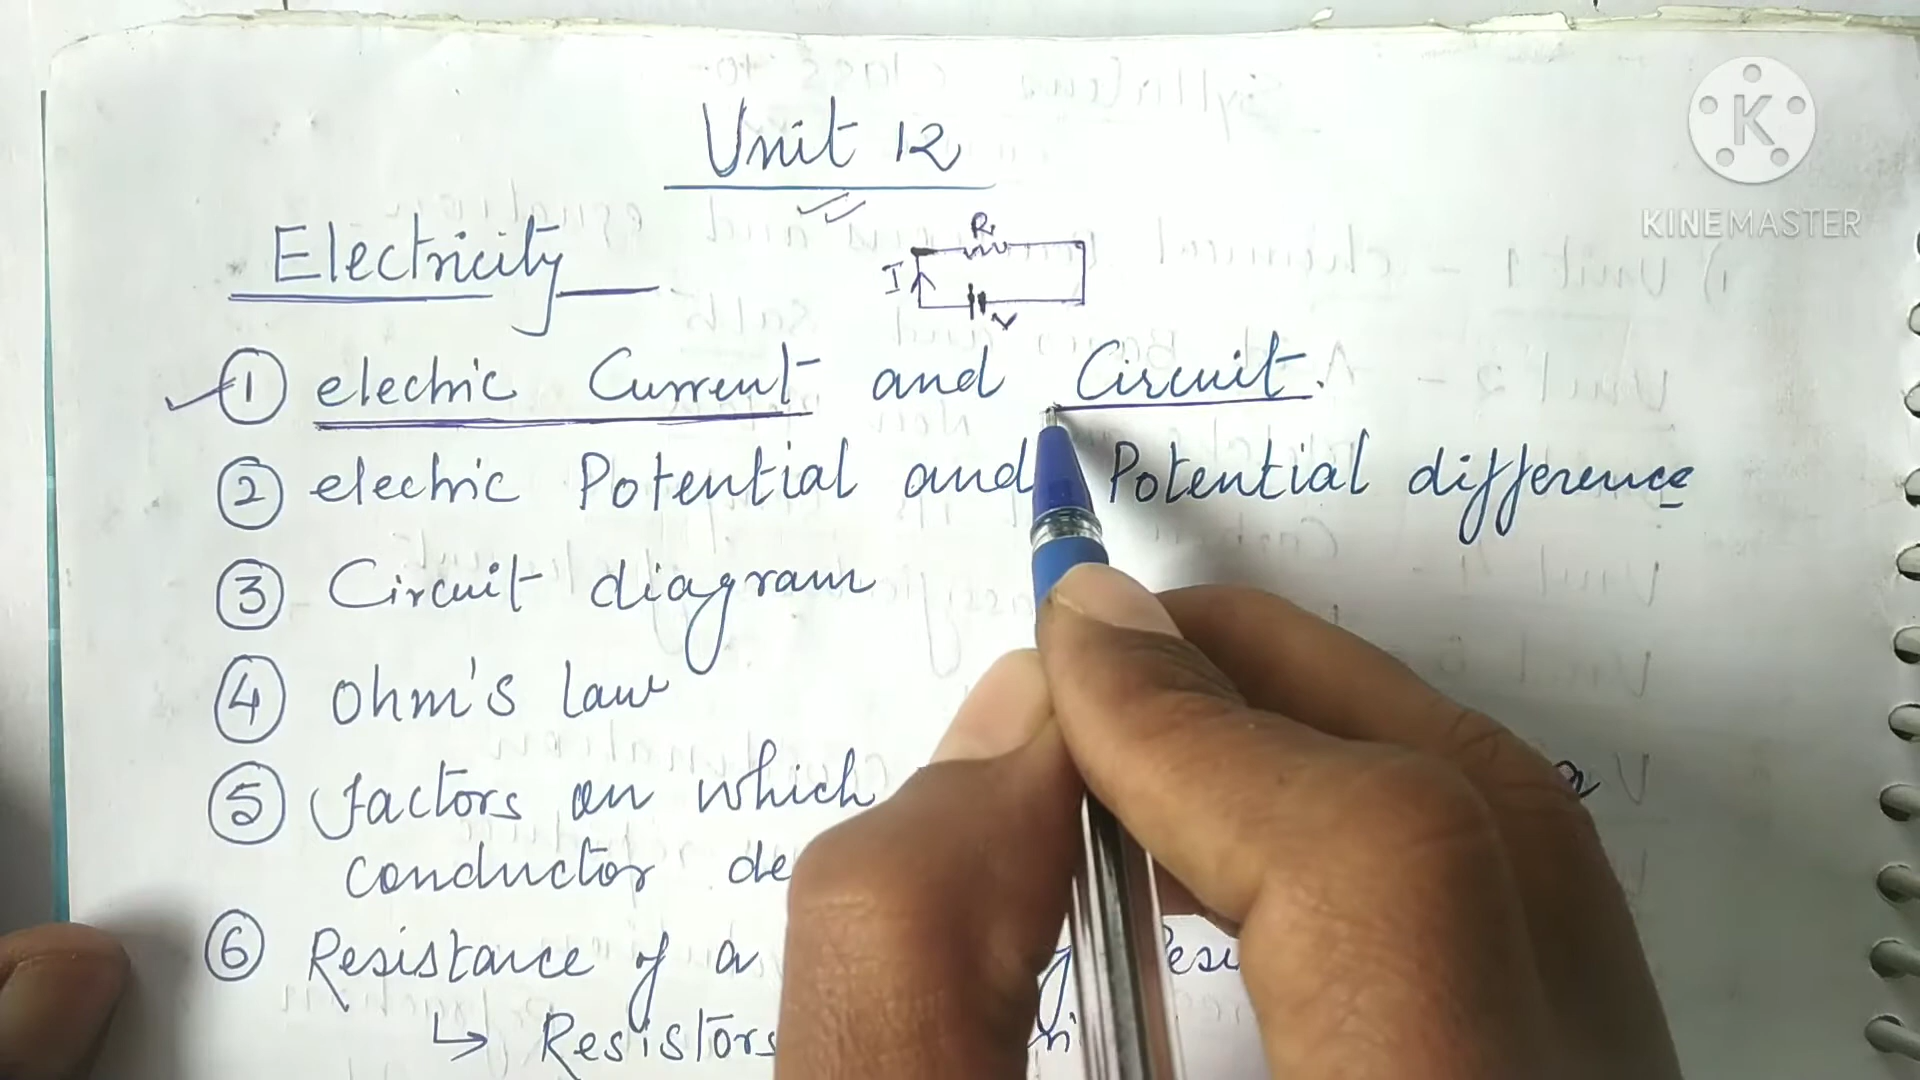 Unit 12
Electricity
R
I
V
① electric Current and Circuit.
② electric Potential and Potential difference
③ Circuit diagram
④ Ohm's law
⑤ factors on which
conductor de
⑥ Resistance of a
↳ Resistors
K
KINEMASTER